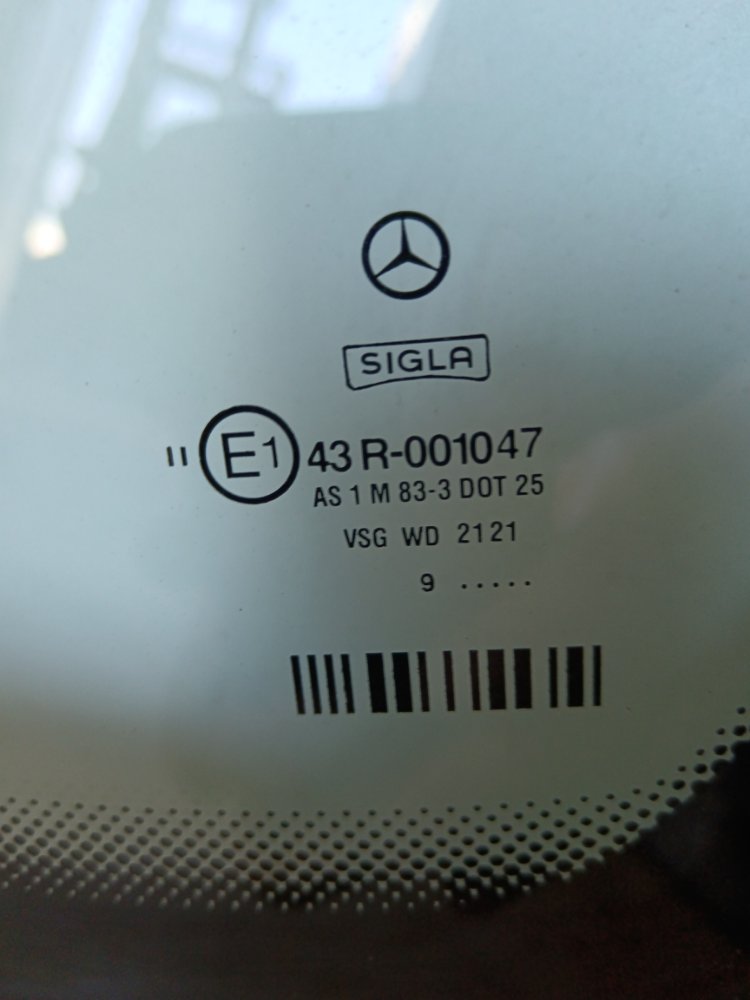 SIGLA
II E1 43 R-001047
AS 1 M 83-3 DOT 25
VSG WD 2121
9 .....